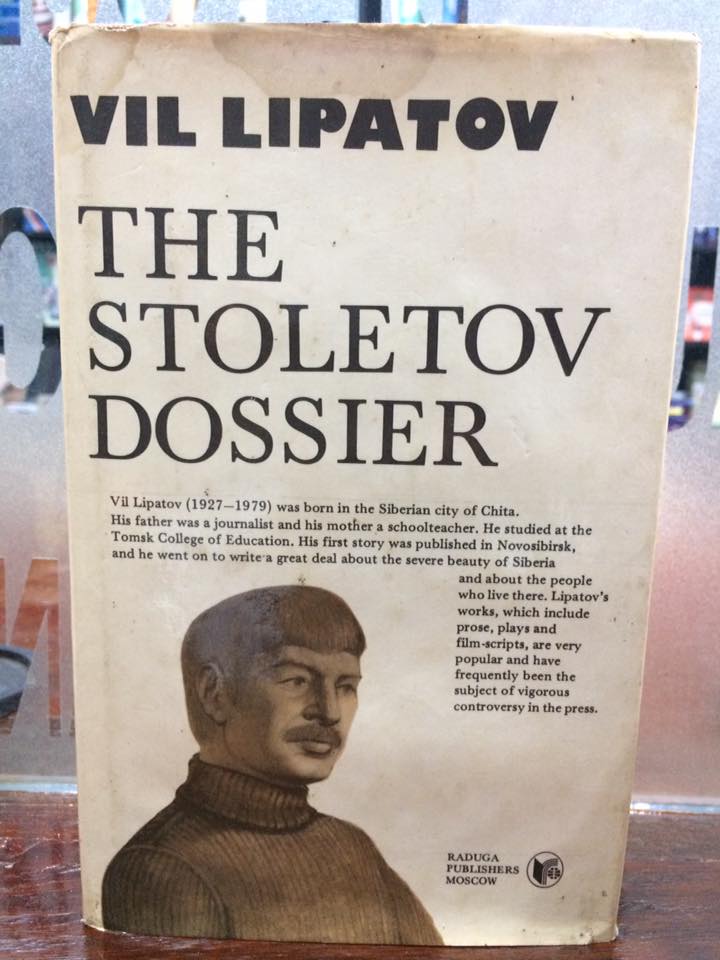 VIL LIPATOV
THE
STOLETOV
DOSSIER
Vil Lipatov (1927—1979) was born in the Siberian city of Chita.
His father was a journalist and his mother a schoolteacher. He studied at the
Tomsk College of Education. His first story was published in Novosibirsk,
and he went on to write a great deal about the severe beauty of Siberia
and about the people
who live there. Lipatov's
works, which include
prose, plays and
film-scripts, are very
popular and have
frequently been the
subject of vigorous
controversy in the press.
RADUGA
PUBLISHERS
MOSCOW